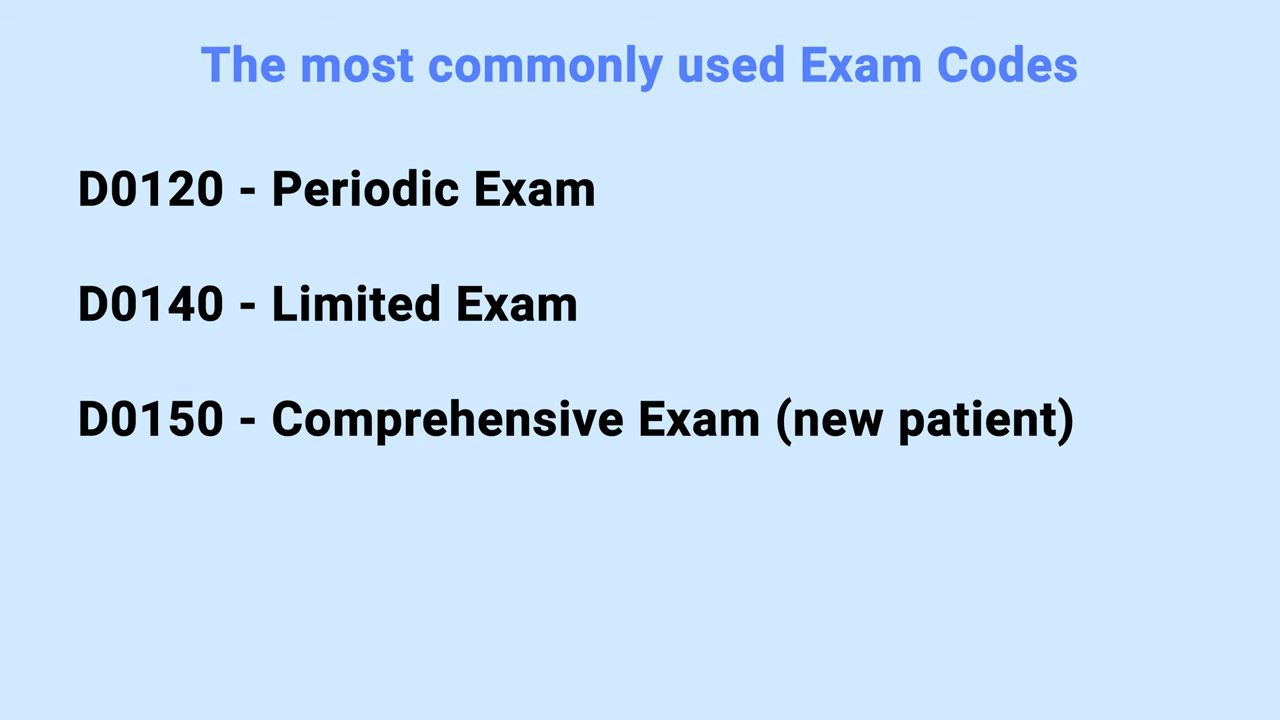 The most commonly used Exam Codes
D0120 - Periodic Exam
D0140 - Limited Exam
D0150 - Comprehensive Exam (new patient)